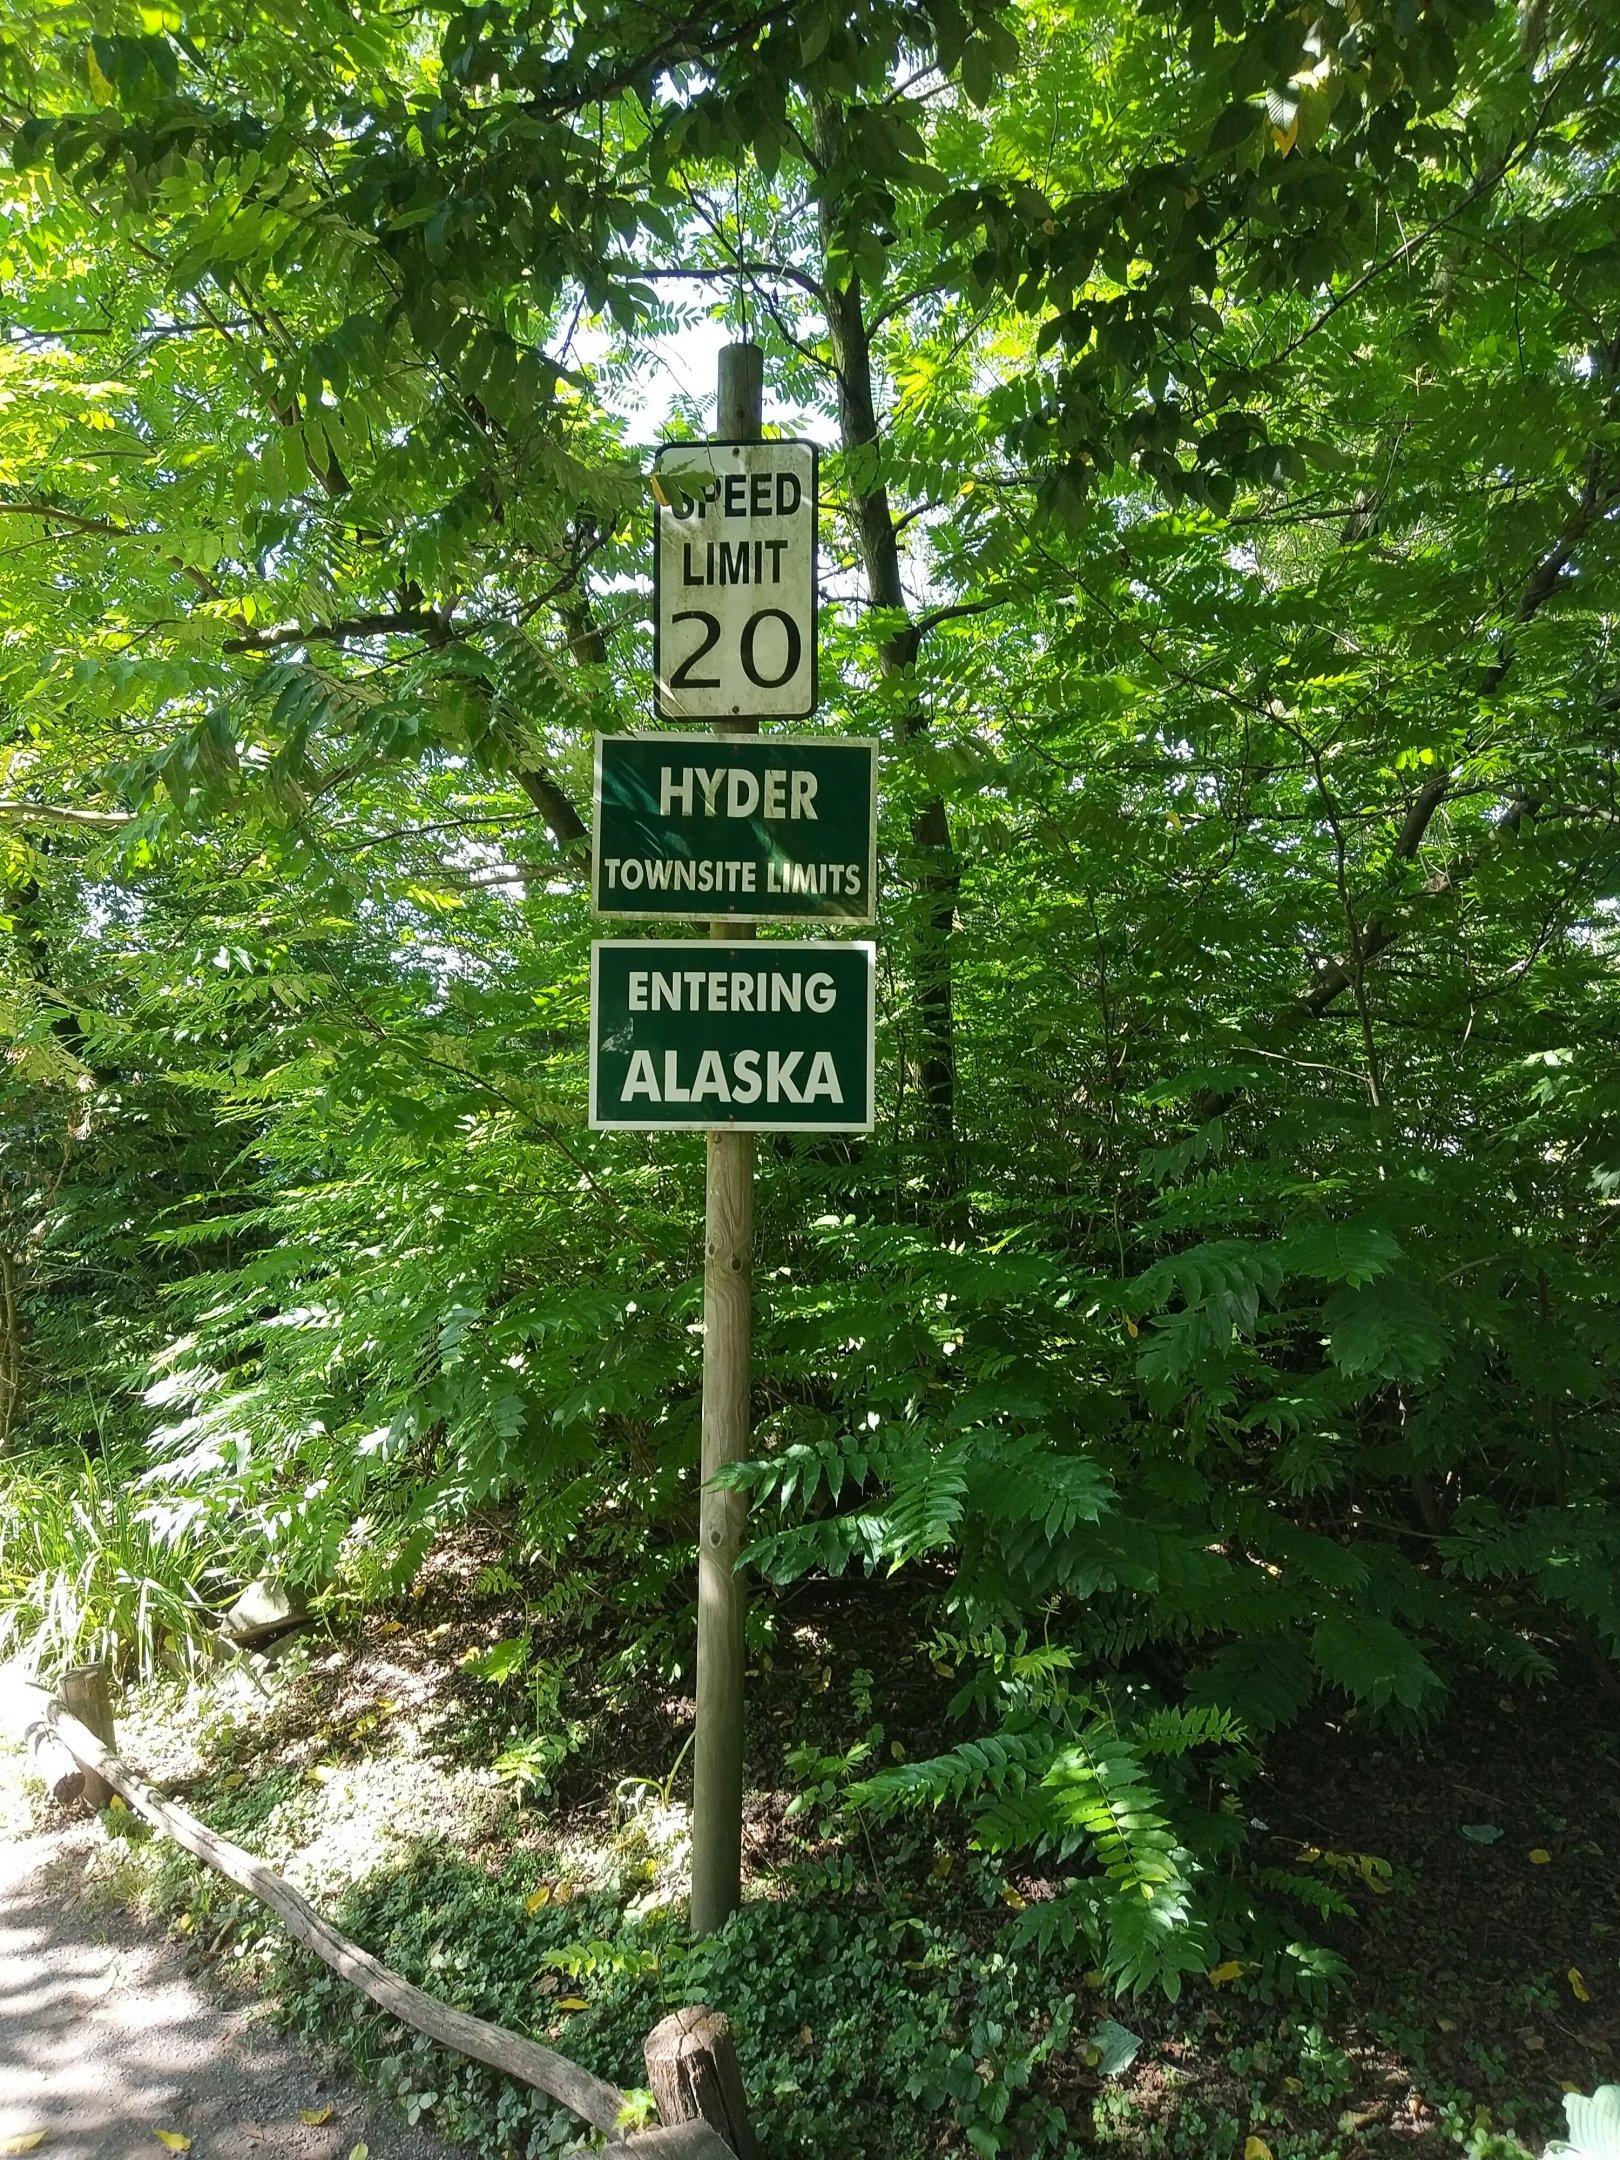 SPEED
LIMIT
20
HYDER
TOWNSITE LIMITS
ENTERING
ALASKA